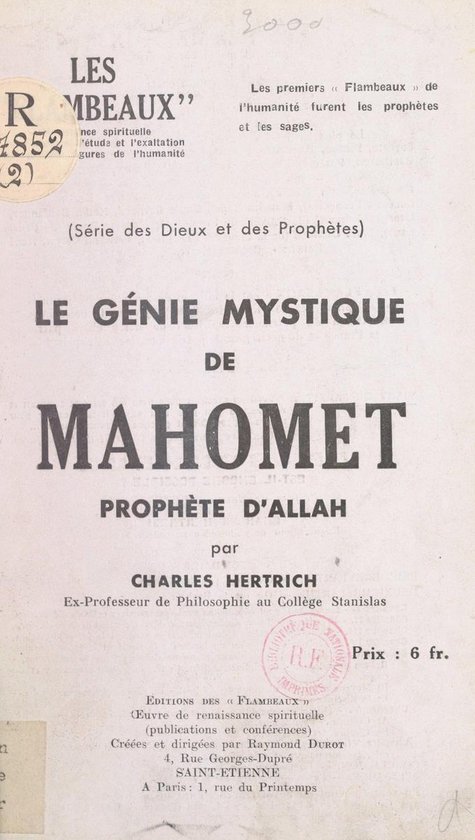 3000
LES
MBEAUX”
nce spirituelle
l'étude et l'exaltation
gures de l'humanité
R
4852
(2)
Les premiers « Flambeaux » de
l'humanité furent les prophètes
et les sages.
(Série des Dieux et des Prophètes)
LE GÉNIE MYSTIQUE
DE
MAHOMET
PROPHÈTE D'ALLAH
par
CHARLES HERTRICH
Ex-Professeur de Philosophie au Collège Stanislas
BIBLIOTHÈQUE NATIONALE
R.F.
IMPRIMÉS
Prix : 6 fr.
EDITIONS DES « FLAMBEAUX »
Œuvre de renaissance spirituelle
(publications et conférences)
Créées et dirigées par Raymond DUROT
4, Rue Georges-Dupré
SAINT-ETIENNE
A Paris : 1, rue du Printemps